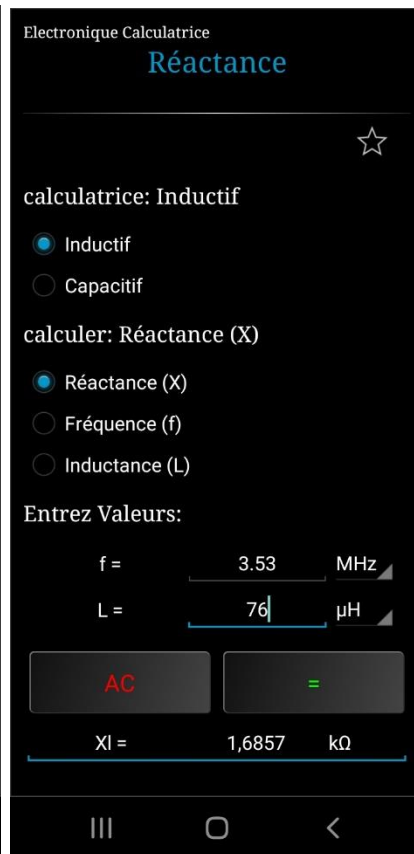 Electronique Calculatrice
Réactance
calculatrice: Inductif
Inductif
Capacitif
calculer: Réactance (X)
Réactance (X)
Fréquence (f)
Inductance (L)
Entrez Valeurs:
f = 3.53 MHz
L = 76 µH
AC =
Xl = 1,6857 kΩ